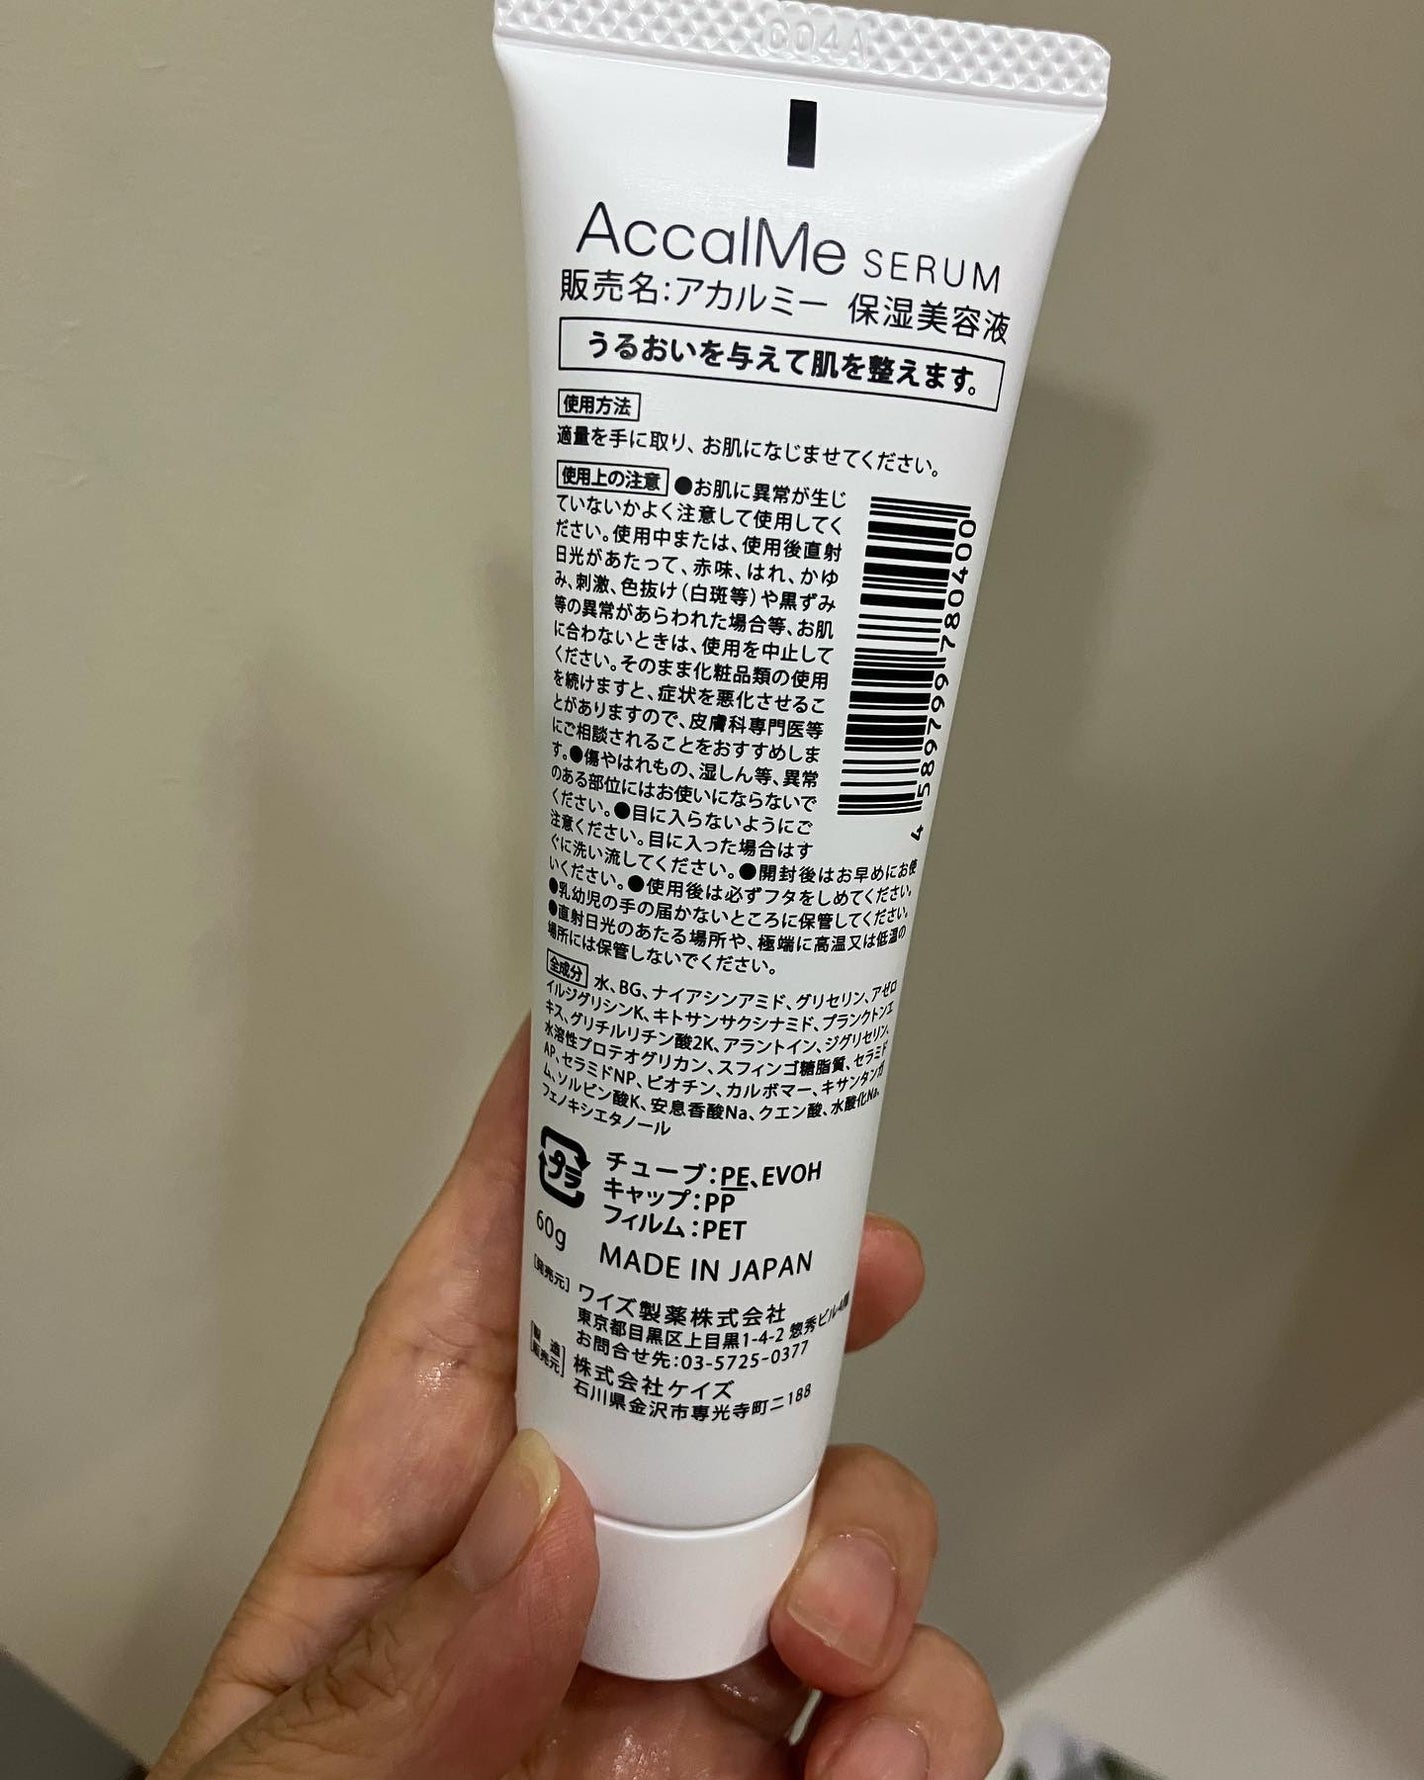 C04A
AccalMe SERUM
販売名:アカルミー 保湿美容液
うるおいを与えて肌を整えます。
使用方法
適量を手に取り、お肌になじませてください。
使用上の注意 ●お肌に異常が生じ
ていないかよく注意して使用してく
ださい。使用中または、使用後直射
日光があたって、赤味、はれ、かゆ
み、刺激、色抜け(白斑等)や黒ずみ
等の異常があらわれた場合等、お肌
に合わないときは、使用を中止して
ください。そのまま化粧品類の使用
を続けますと、症状を悪化させるこ
とがありますので、皮膚科専門医等
にご相談されることをおすすめしま
す。●傷やはれもの、湿しん等、異常
のある部位にはお使いにならないで
ください。●目に入らないようにご
注意ください。目に入った場合はす
ぐに洗い流してください。●開封後はお早めにお使
いください。●使用後は必ずフタをしめてください。
●乳幼児の手の届かないところに保管してください。
●直射日光のあたる場所や、極端に高温又は低温の
場所には保管しないでください。
4 589799 780400
全成分 水、BG、ナイアシンアミド、グリセリン、アゼロ
イルジグリシンK、キトサンサクシナミド、プランクトンエ
キス、グリチルリチン酸2K、アラントイン、ジグリセリン、
水溶性プロテオグリカン、スフィンゴ糖脂質、セラミド
AP、セラミドNP、ビオチン、カルボマー、キサンタンガ
ム、ソルビン酸K、安息香酸Na、クエン酸、水酸化Na、
フェノキシエタノール
プラ
チューブ:PE、EVOH
キャップ:PP
フィルム:PET
60g
MADE IN JAPAN
[発売元] ワイズ製薬株式会社
東京都目黒区上目黒1-4-2 惣秀ビル4階
お問合せ先:03-5725-0377
[製造販売元] 株式会社ケイズ
石川県金沢市専光寺町ニ188